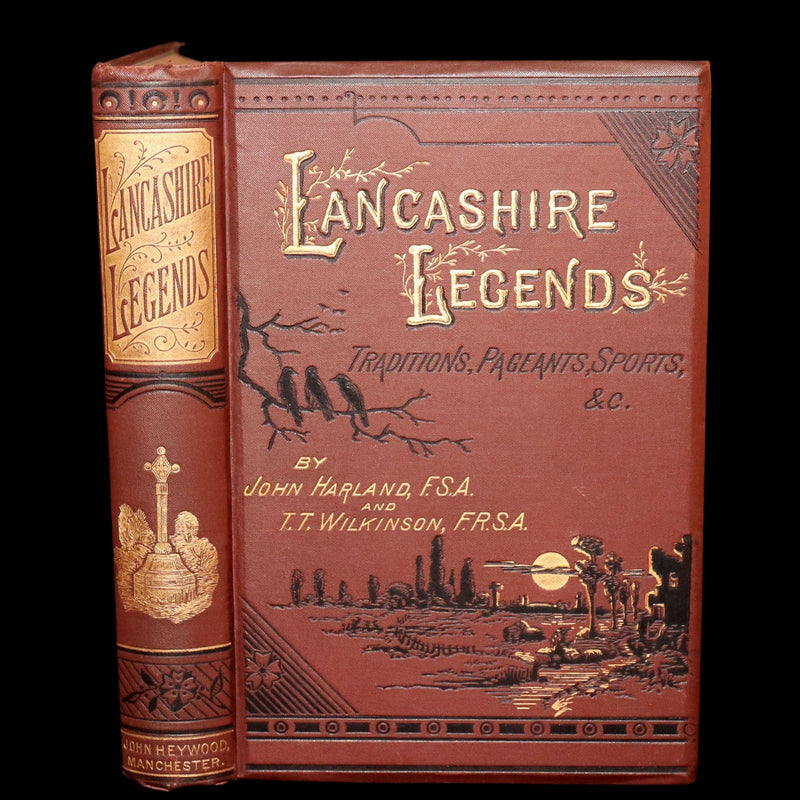 LANCASHIRE
LEGENDS
JOHN HEYWOOD,
MANCHESTER.
LANCASHIRE
LEGENDS
TRADITIONS, PAGEANTS, SPORTS,
&C.
BY
JOHN HARLAND, F.S.A.
AND
T.T. WILKINSON, F.R.S.A.